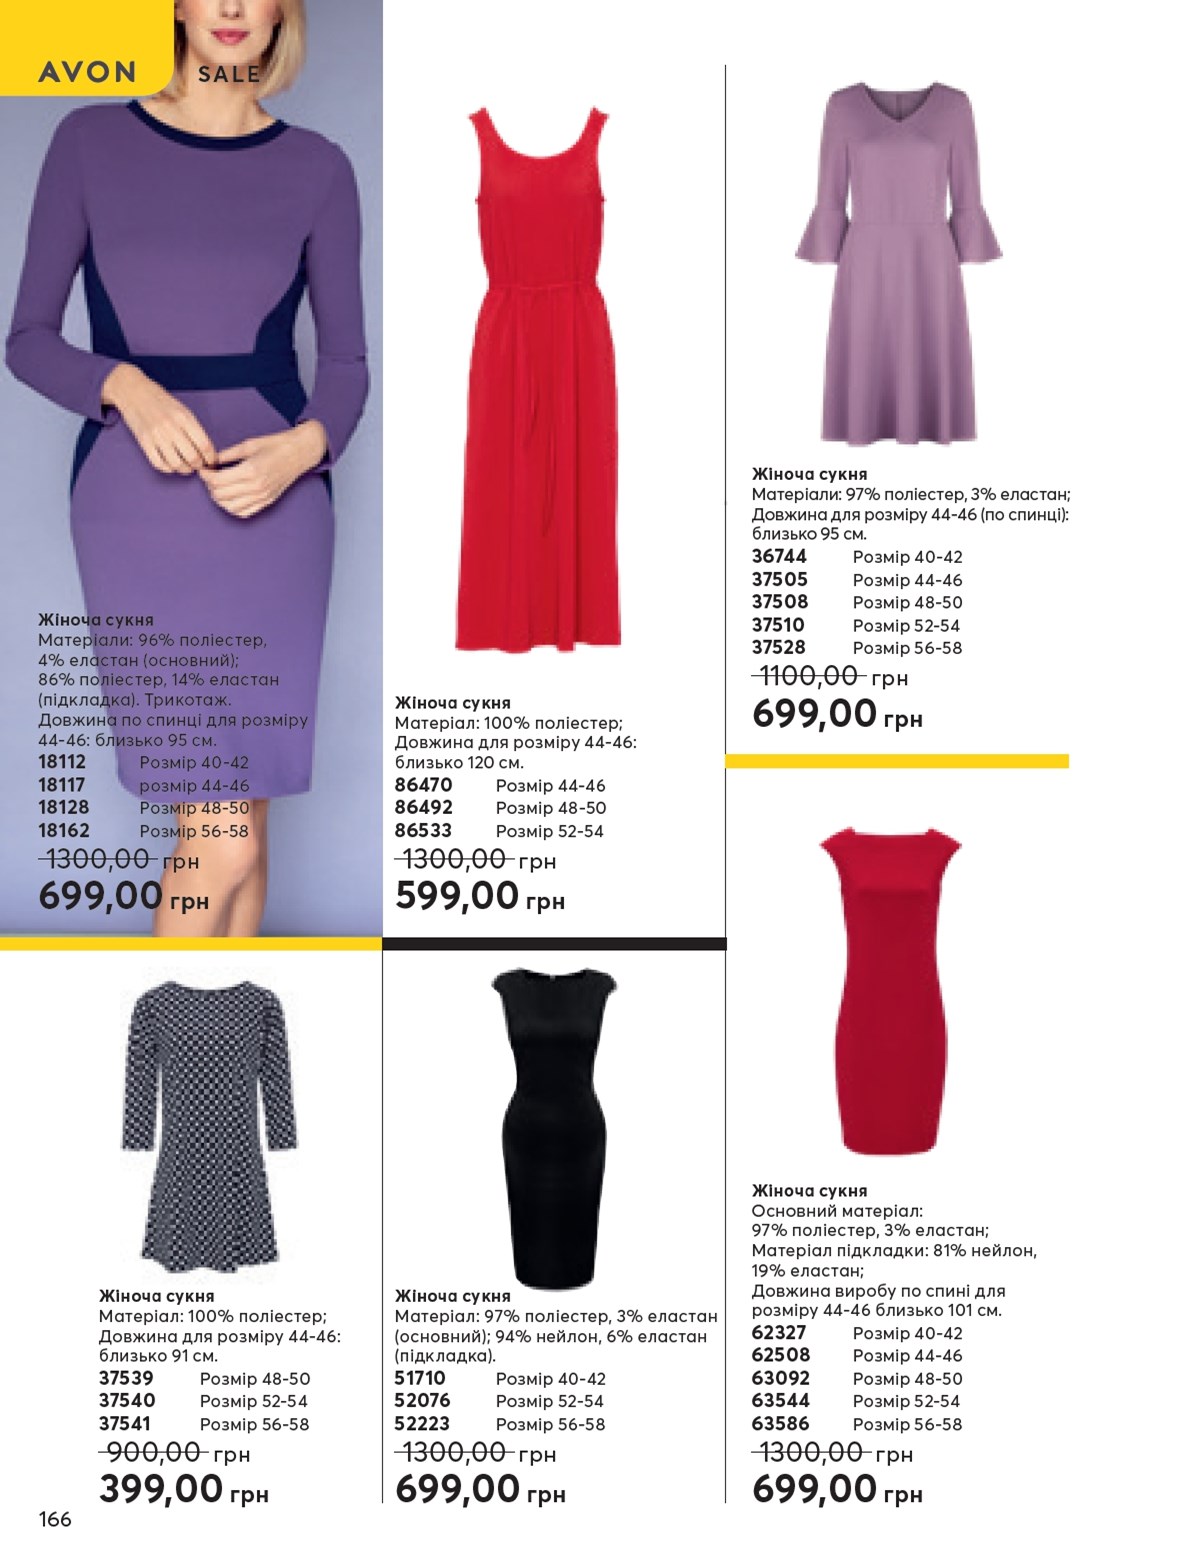 AVON
SALE
Жіноча сукня
Матеріали: 96% поліестер,
4% еластан (основний);
86% поліестер, 14% еластан
(підкладка). Трикотаж.
Довжина по спинці для розміру
44-46: близько 95 см.
18112 Розмір 40-42
18117 розмір 44-46
18128 Розмір 48-50
18162 Розмір 56-58
1300,00 грн
699,00 грн
Жіноча сукня
Матеріал: 100% поліестер;
Довжина для розміру 44-46:
близько 120 см.
86470 Розмір 44-46
86492 Розмір 48-50
86533 Розмір 52-54
1300,00 грн
599,00 грн
Жіноча сукня
Матеріали: 97% поліестер, 3% еластан;
Довжина для розміру 44-46 (по спинці):
близько 95 см.
36744 Розмір 40-42
37505 Розмір 44-46
37508 Розмір 48-50
37510 Розмір 52-54
37528 Розмір 56-58
1100,00 грн
699,00 грн
Жіноча сукня
Матеріал: 100% поліестер;
Довжина для розміру 44-46:
близько 91 см.
37539 Розмір 48-50
37540 Розмір 52-54
37541 Розмір 56-58
900,00 грн
399,00 грн
Жіноча сукня
Матеріал: 97% поліестер, 3% еластан
(основний); 94% нейлон, 6% еластан
(підкладка).
51710 Розмір 40-42
52076 Розмір 52-54
52223 Розмір 56-58
1300,00 грн
699,00 грн
Жіноча сукня
Основний матеріал:
97% поліестер, 3% еластан;
Матеріал підкладки: 81% нейлон,
19% еластан;
Довжина виробу по спині для
розміру 44-46 близько 101 см.
62327 Розмір 40-42
62508 Розмір 44-46
63092 Розмір 48-50
63544 Розмір 52-54
63586 Розмір 56-58
1300,00 грн
699,00 грн
166